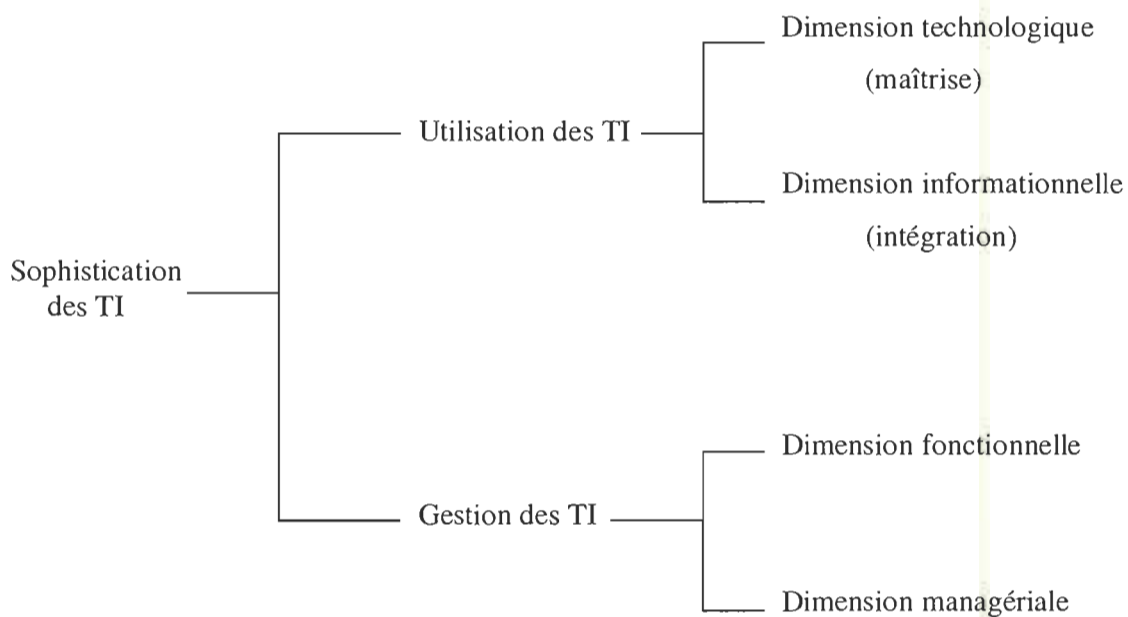 Dimension technologique
(maîtrise)
Utilisation des TI
Dimension informationnelle
(intégration)
Sophistication
des TI
Dimension fonctionnelle
Gestion des TI
Dimension managériale